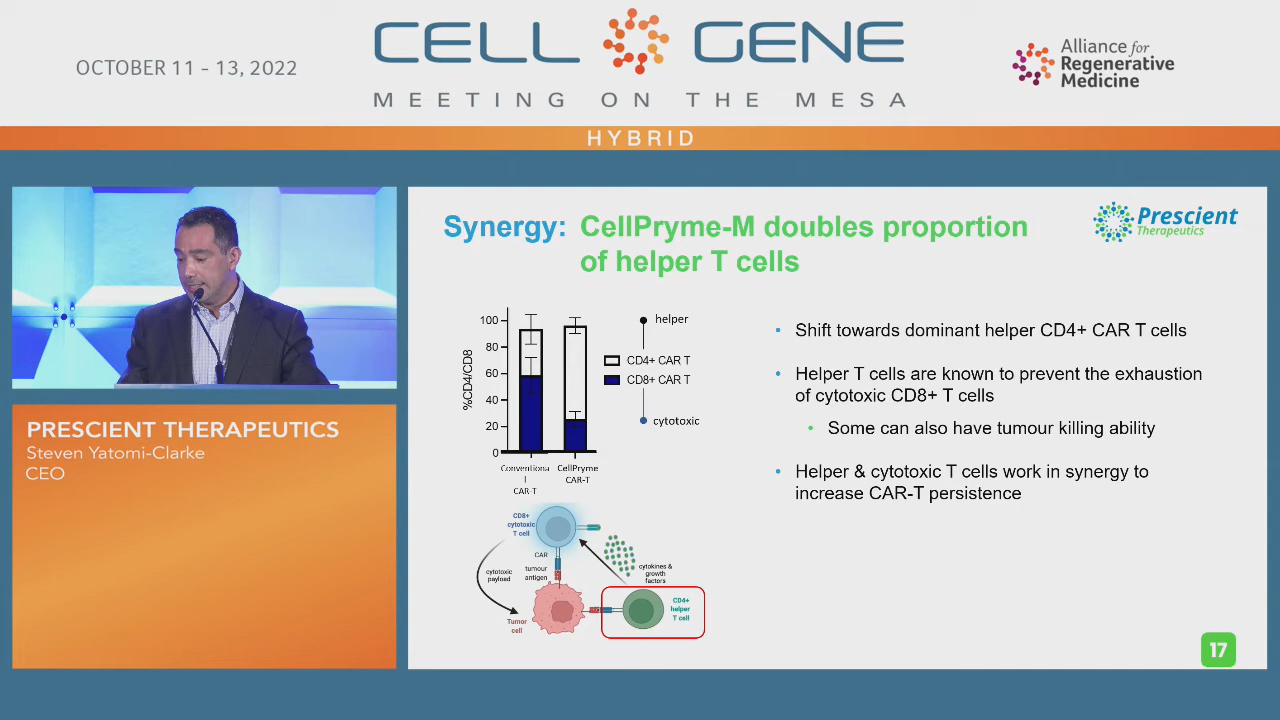 OCTOBER 11 - 13, 2022
CELL GENE
MEETING ON THE MESA
Alliance for
Regenerative
Medicine
HYBRID
PRESCIENT THERAPEUTICS
Steven Yatomi-Clarke
CEO
Synergy: CellPryme-M doubles proportion
of helper T cells
Prescient
Therapeutics
%CD4/CD8
100
80
60
40
20
0
Conventiona
l
CAR-T
CellPryme
CAR-T
helper
CD4+ CAR T
CD8+ CAR T
cytotoxic
CD8+
cytotoxic
T cell
CAR
tumour
antigen
cytotoxic
payload
cytokines &
growth
factors
Tumor
cell
CD4+
helper
T cell
• Shift towards dominant helper CD4+ CAR T cells
• Helper T cells are known to prevent the exhaustion
of cytotoxic CD8+ T cells
• Some can also have tumour killing ability
• Helper & cytotoxic T cells work in synergy to
increase CAR-T persistence
17